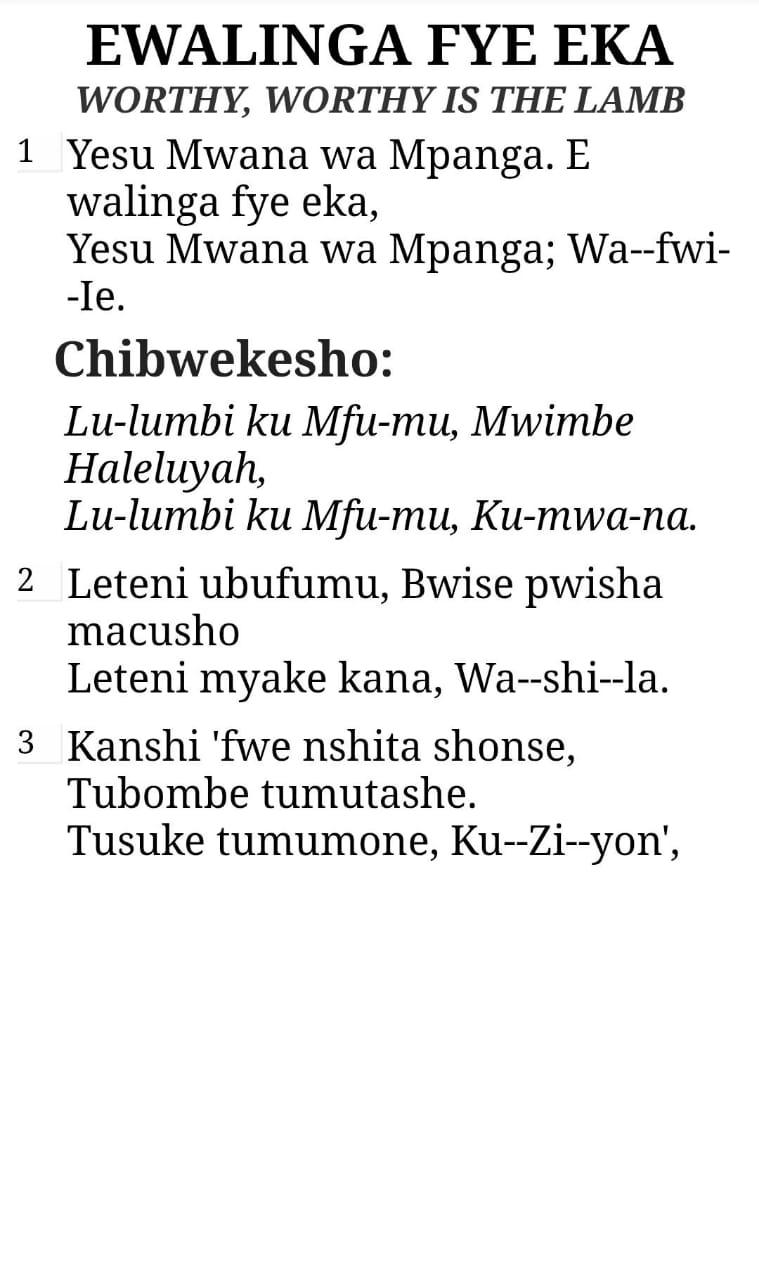 EWALINGA FYE EKA
WORTHY, WORTHY IS THE LAMB
1 Yesu Mwana wa Mpanga. E
walinga fye eka,
Yesu Mwana wa Mpanga; Wa--fwi-
-Ie.
Chibwekesho:
Lu-lumbi ku Mfu-mu, Mwimbe
Haleluyah,
Lu-lumbi ku Mfu-mu, Ku-mwa-na.
2 Leteni ubufumu, Bwise pwisha
macusho
Leteni myake kana, Wa--shi--la.
3 Kanshi 'fwe nshita shonse,
Tubombe tumutashe.
Tusuke tumumone, Ku--Zi--yon',